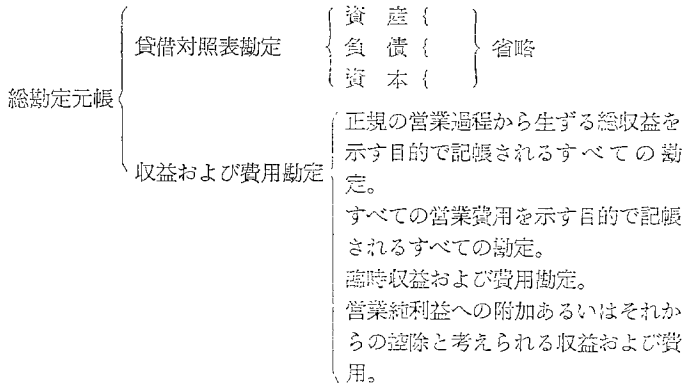 総勘定元帳
貸借対照表勘定
資産
負債
資本
省略
収益および費用勘定
正規の営業過程から生ずる総収益を
示す目的で記帳されるすべての勘
定。
すべての営業費用を示す目的で記帳
されるすべての勘定。
臨時収益および費用勘定。
営業純利益への附加あるいはそれか
らの控除と考えられる収益および費
用。